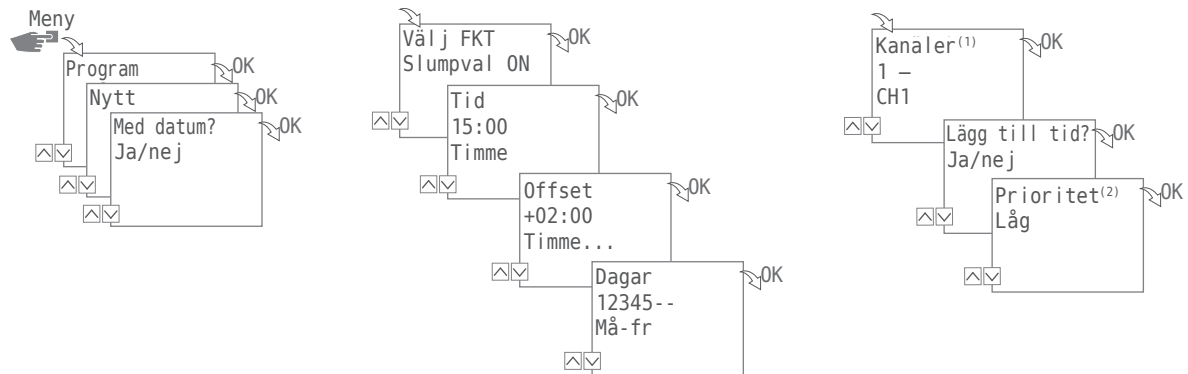 Meny
Program
OK
Nytt
OK
Med datum?
OK
Ja/nej
Välj FKT
OK
Slumpval ON
Tid
OK
15:00
Timme
Offset
OK
+02:00
Timme...
Dagar
OK
12345--
Må-fr
Kanäler(1)
OK
1 –
CH1
Lägg till tid?
OK
Ja/nej
Prioritet(2)
OK
Låg